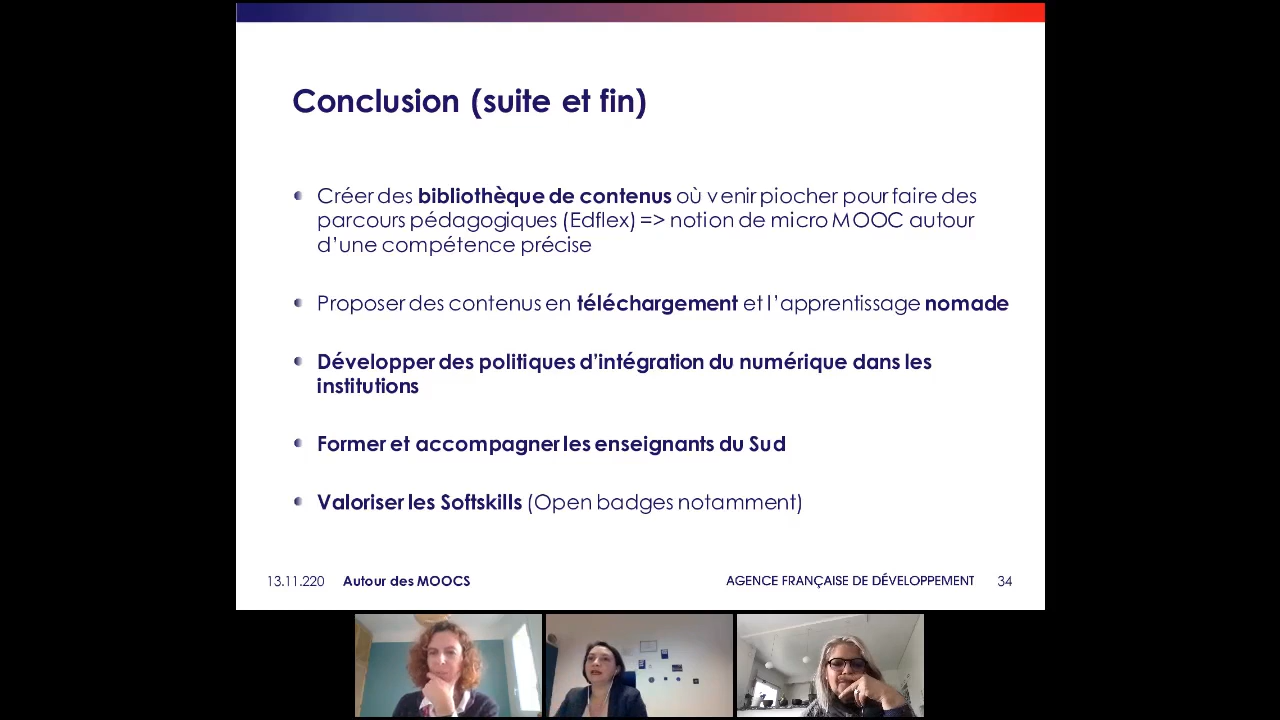 Conclusion (suite et fin)
Créer des bibliothèque de contenus où venir piocher pour faire des
parcours pédagogiques (Edflex) => notion de micro MOOC autour
d’une compétence précise
Proposer des contenus en téléchargement et l’apprentissage nomade
Développer des politiques d’intégration du numérique dans les
institutions
Former et accompagner les enseignants du Sud
Valoriser les Softskills (Open badges notamment)
13.11.220 Autour des MOOCS AGENCE FRANÇAISE DE DÉVELOPPEMENT 34